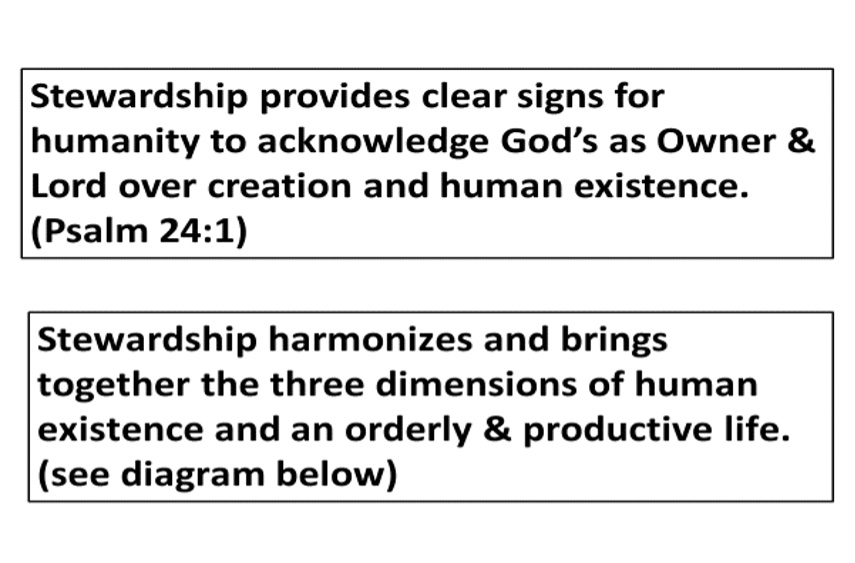 Stewardship provides clear signs for
humanity to acknowledge God’s as Owner &
Lord over creation and human existence.
(Psalm 24:1)
Stewardship harmonizes and brings
together the three dimensions of human
existence and an orderly & productive life.
(see diagram below)